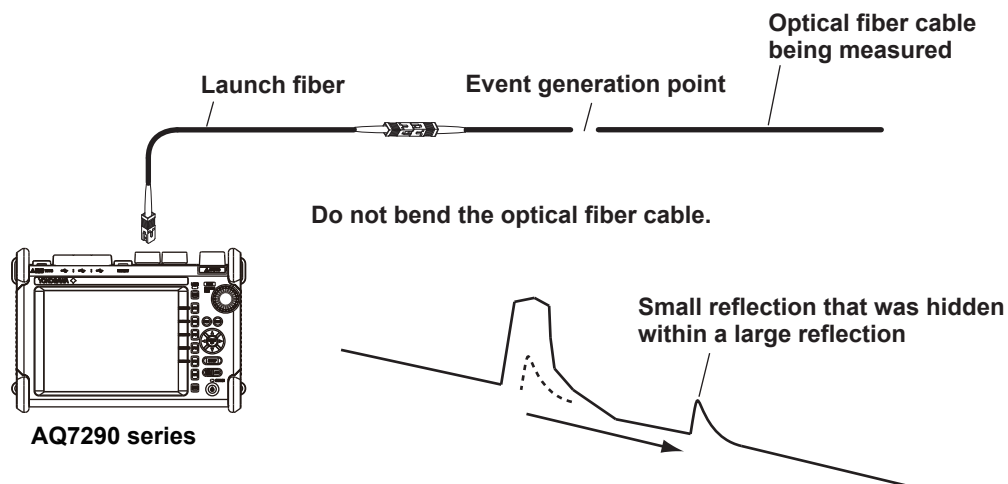 Optical fiber cable
being measured
Launch fiber
Event generation point
Do not bend the optical fiber cable.
YOKOGAWA
Small reflection that was hidden
within a large reflection
AQ7290 series